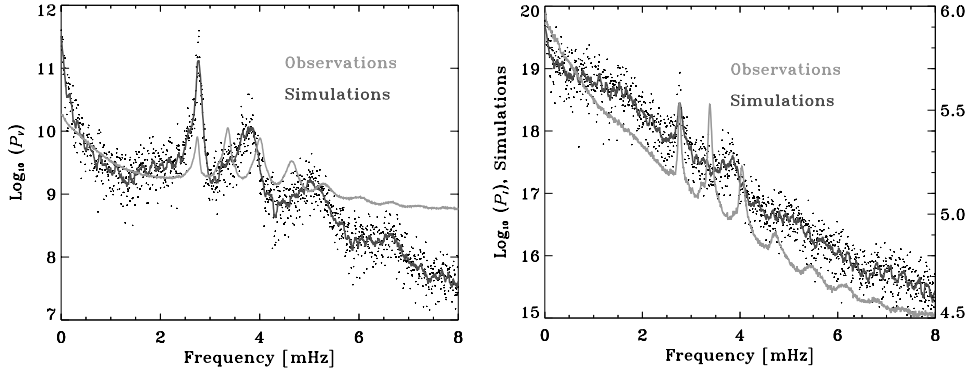 12
11
10
9
8
7
Log₁₀ (Pᵥ)
Observations
Simulations
0 2 4 6 8
Frequency [mHz]
20
19
18
17
16
15
Log₁₀ (P_I), Simulations
Observations
Simulations
6.0
5.5
5.0
4.5
0 2 4 6 8
Frequency [mHz]